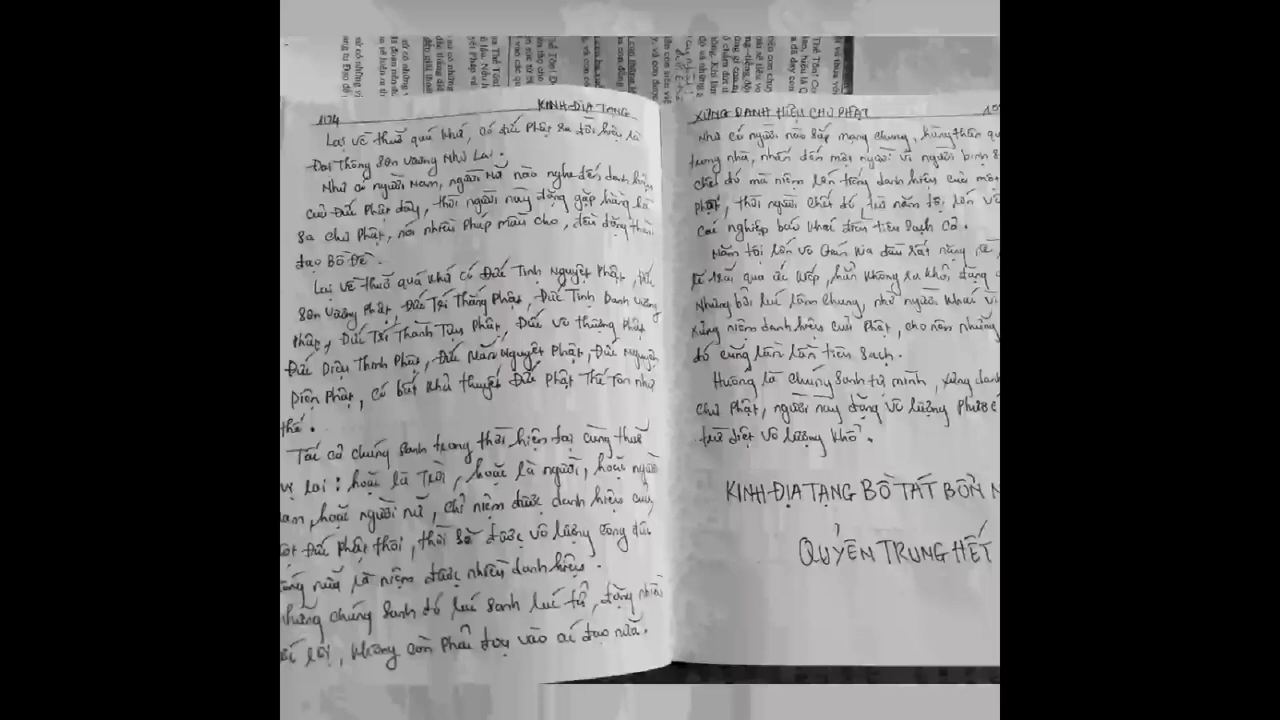 174
KINH-ĐỊA TẠNG
Lại về thuở quá khứ, có đức Phật ra đời hiệu là
Đại Thông Sơn Vương Như Lai.
Như có người Nam, người Nữ nào nghe đến danh hiệu
của Đức Phật đây, thời người nay đặng gặp hằng hà
sa chư Phật, nói nhiều Pháp mầu cho, đều đặng thành
đạo Bồ Đề.
Lại về thuở quá khứ có Đức Tịnh Nguyệt Phật, Đức
Sơn Vương Phật, Đức Trí Thắng Phật, Đức Tịnh Danh Vương
Phật, Đức Trí Thành Tựu Phật, Đức Vô thượng Phật,
Đức Diệu Thinh Phật, Đức Mãn Nguyệt Phật, Đức Nguyệt
Diện Phật, có bất khả thuyết Đức Phật Thế Tôn như
thế.
Tất cả chúng sanh trong thời hiện tại cùng thuở
vị lai: hoặc là Trời, hoặc là người, hoặc người
nam, hoặc người nữ, chỉ niệm được danh hiệu của
một Đức Phật thôi, thời sẽ được vô lượng công đức
nữa là niệm được nhiều danh hiệu.
những chúng sanh đó lúc sanh lúc tử, đặng nhiều
lợi, không còn phải đọa vào ác đạo nữa.
XƯNG DANH HIỆU CHƯ PHẬT
Như có người nào sắp mạng chung, hàng thân
trong nhà, nhẫn đến một người vì người bịnh
chết đó mà niệm lớn tiếng danh hiệu của một
Phật, thời người chết đó, trừ năm tội lớn vô
các nghiệp báo khác đều tiêu sạch cả.
Năm tội lớn vô Gián kia dầu rất nặng nề
lẽ trải qua ức kiếp, hẳn không ra khỏi đặng
Nhưng bởi lúc lâm chung, nhờ người khác vì
xưng niệm danh hiệu của Phật, cho nên những
đó cũng lần lần tiêu sạch.
Huống là chúng sanh tự mình, xưng danh
chư Phật, người nay đặng vô lượng phước
trừ diệt vô lượng khổ.
KINH-ĐỊA TẠNG BỒ TÁT BỔN
QUYỂN TRUNG HẾT